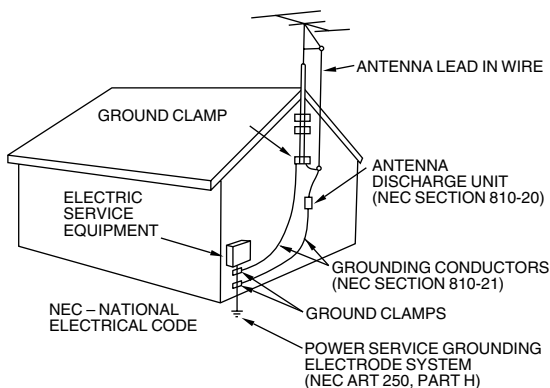 ANTENNA LEAD IN WIRE
GROUND CLAMP
ANTENNA
DISCHARGE UNIT
(NEC SECTION 810-20)
ELECTRIC
SERVICE
EQUIPMENT
GROUNDING CONDUCTORS
(NEC SECTION 810-21)
NEC – NATIONAL
ELECTRICAL CODE
GROUND CLAMPS
POWER SERVICE GROUNDING
ELECTRODE SYSTEM
(NEC ART 250, PART H)